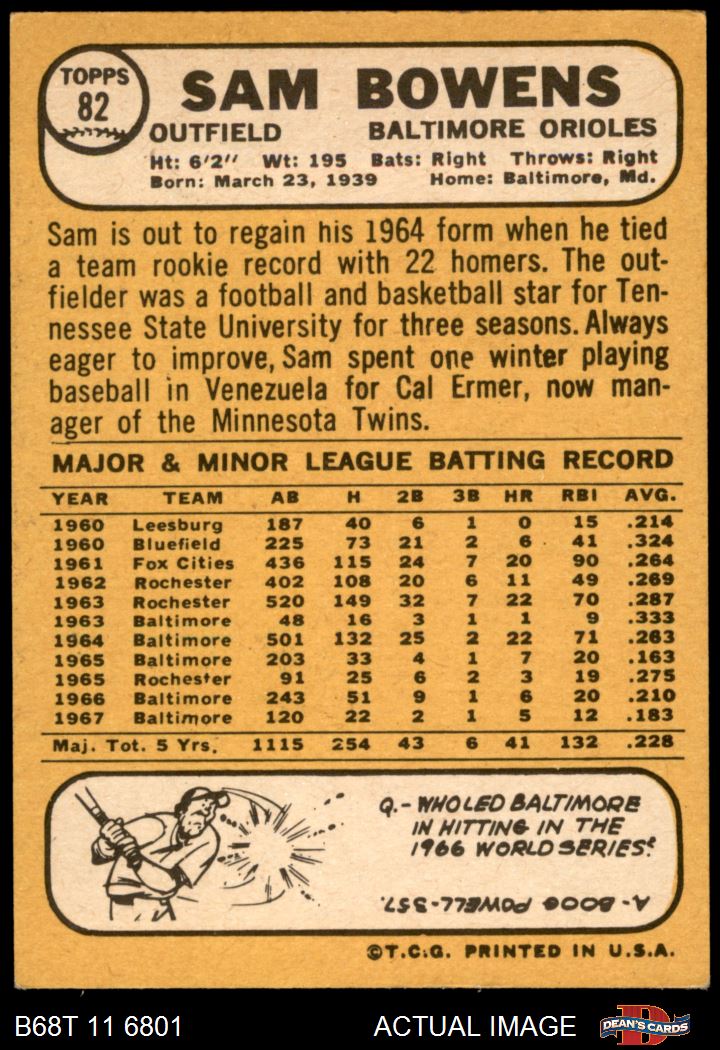 TOPPS
82
SAM BOWENS
OUTFIELD BALTIMORE ORIOLES
Ht: 6'2" Wt: 195 Bats: Right Throws: Right
Born: March 23, 1939 Home: Baltimore, Md.
Sam is out to regain his 1964 form when he tied
a team rookie record with 22 homers. The out-
fielder was a football and basketball star for Ten-
nessee State University for three seasons. Always
eager to improve, Sam spent one winter playing
baseball in Venezuela for Cal Ermer, now man-
ager of the Minnesota Twins.
MAJOR & MINOR LEAGUE BATTING RECORD
YEAR TEAM AB H 2B 3B HR RBI AVG.
1960 Leesburg 187 40 6 1 0 15 .214
1960 Bluefield 225 73 21 2 6 41 .324
1961 Fox Cities 436 115 24 7 20 90 .264
1962 Rochester 402 108 20 6 11 49 .269
1963 Rochester 520 149 32 7 22 70 .287
1963 Baltimore 48 16 3 1 1 9 .333
1964 Baltimore 501 132 25 2 22 71 .263
1965 Baltimore 203 33 4 1 7 20 .163
1965 Rochester 91 25 6 2 3 19 .275
1966 Baltimore 243 51 9 1 6 20 .210
1967 Baltimore 120 22 2 1 5 12 .183
Maj. Tot. 5 Yrs. 1115 254 43 6 41 132 .228
Q.- WHO LED BALTIMORE
IN HITTING IN THE
1966 WORLD SERIES?
A- BOOG POWELL-.357.
©T.C.G. PRINTED IN U.S.A.
B68T 11 6801 ACTUAL IMAGE
D
DEAN'S CARDS